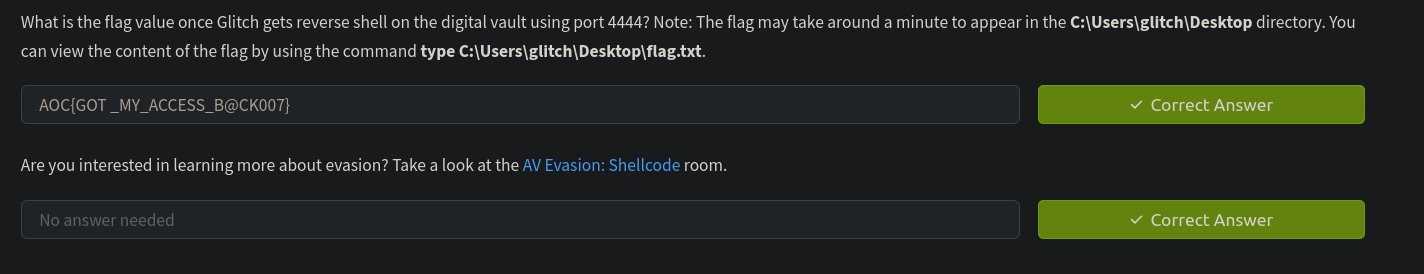 What is the flag value once Glitch gets reverse shell on the digital vault using port 4444? Note: The flag may take around a minute to appear in the C:\Users\glitch\Desktop directory. You
can view the content of the flag by using the command type C:\Users\glitch\Desktop\flag.txt.
AOC{GOT _MY_ACCESS_B@CK007}
✓ Correct Answer
Are you interested in learning more about evasion? Take a look at the AV Evasion: Shellcode room.
No answer needed
✓ Correct Answer